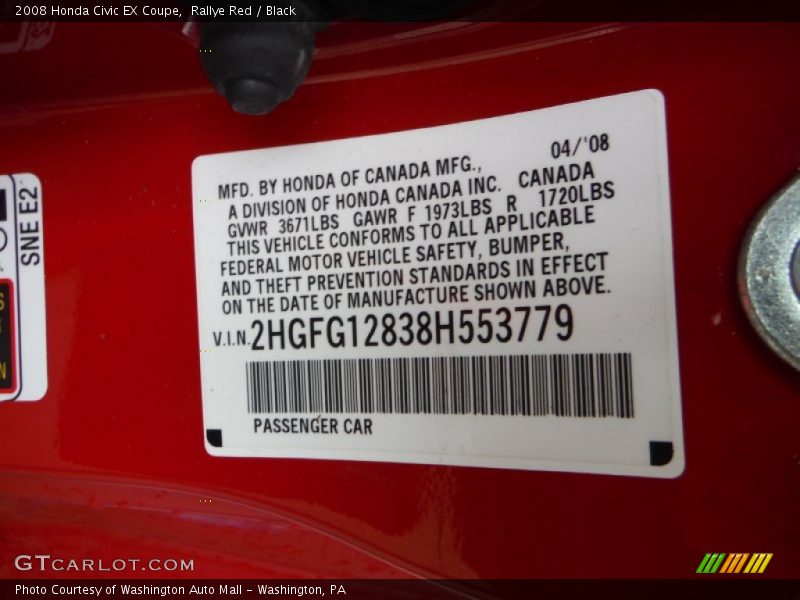 2008 Honda Civic EX Coupe,  Rallye Red / Black
04/'08
MFD. BY HONDA OF CANADA MFG.,
A DIVISION OF HONDA CANADA INC.  CANADA
GVWR 3671LBS GAWR F 1973LBS R 1720LBS
THIS VEHICLE CONFORMS TO ALL APPLICABLE
FEDERAL MOTOR VEHICLE SAFETY, BUMPER,
AND THEFT PREVENTION STANDARDS IN EFFECT
ON THE DATE OF MANUFACTURE SHOWN ABOVE.
V.I.N. 2HGFG12838H553779
PASSENGER CAR
SNE E2
GTCARLOT.COM
Photo Courtesy of Washington Auto Mall - Washington, PA